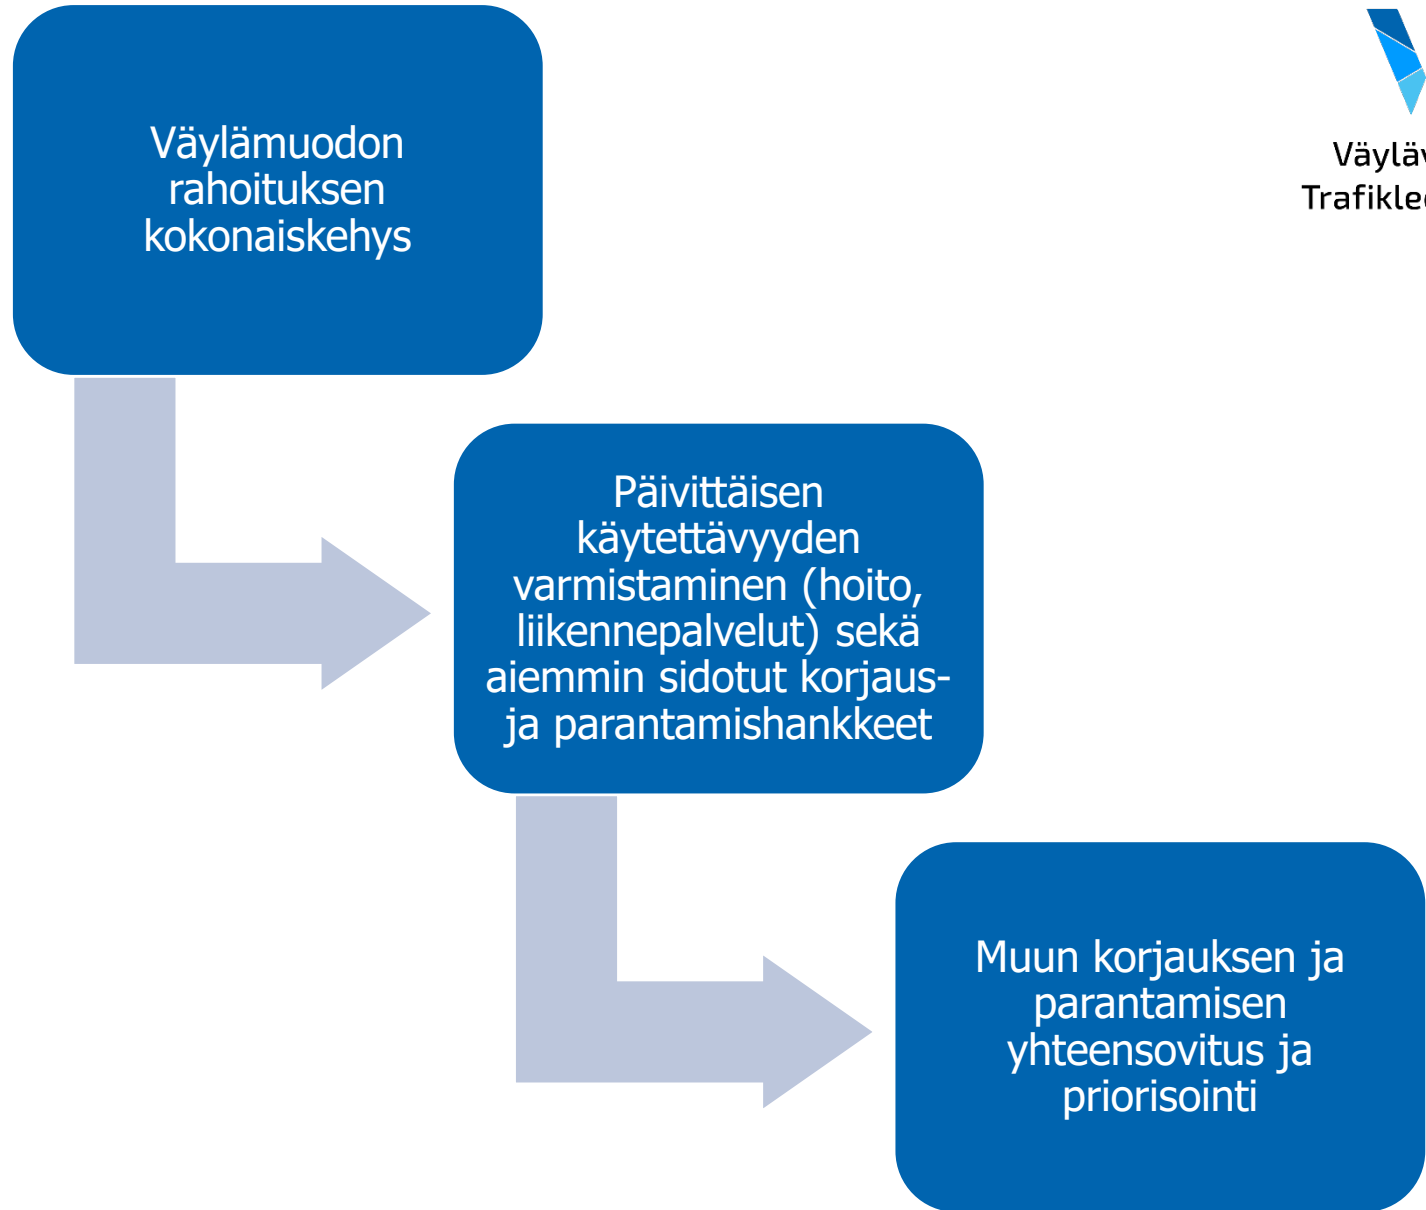 Väylämuodon
rahoituksen
kokonaiskehys
Päivittäisen
käytettävyyden
varmistaminen (hoito,
liikennepalvelut) sekä
aiemmin sidotut korjaus-
ja parantamishankkeet
Muun korjauksen ja
parantamisen
yhteensovitus ja
priorisointi